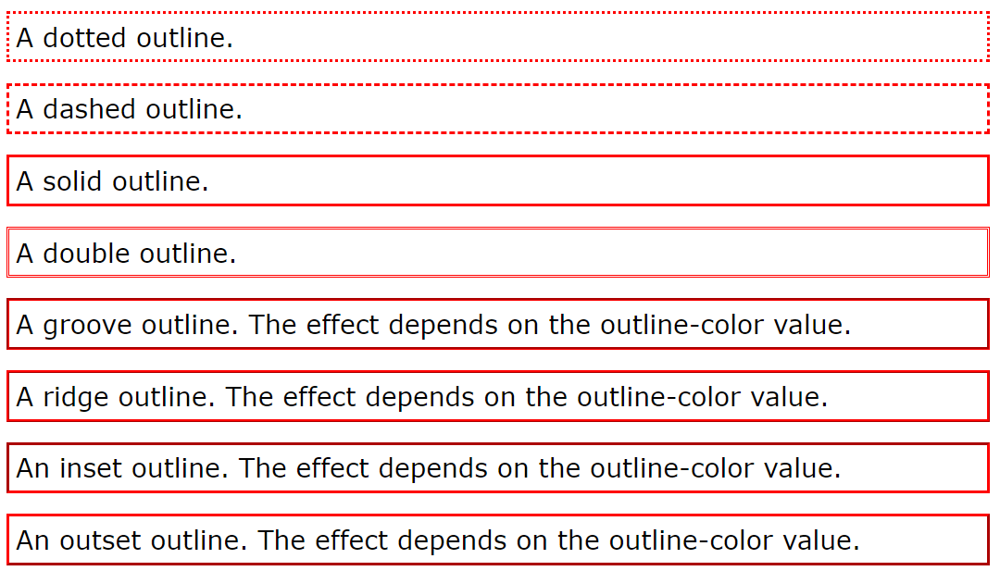 A dotted outline.
A dashed outline.
A solid outline.
A double outline.
A groove outline. The effect depends on the outline-color value.
A ridge outline. The effect depends on the outline-color value.
An inset outline. The effect depends on the outline-color value.
An outset outline. The effect depends on the outline-color value.